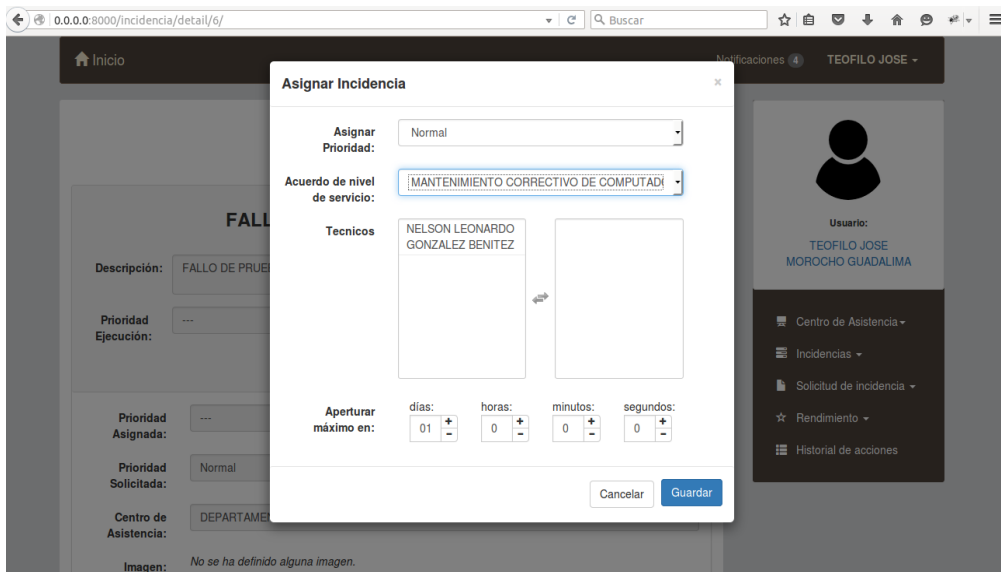 0.0.0.0:8000/incidencia/detail/6/
Buscar
Inicio
Notificaciones 4
TEOFILO JOSE
Asignar Incidencia
×
Asignar Prioridad:
Normal
Acuerdo de nivel de servicio:
MANTENIMIENTO CORRECTIVO DE COMPUTAD
Tecnicos
NELSON LEONARDO
GONZALEZ BENITEZ
Aperturar máximo en:
días:
horas:
minutos:
segundos:
01
+
-
0
+
-
0
+
-
0
+
-
Cancelar
Guardar
FALL
Descripción:
FALLO DE PRUE
Prioridad Ejecución:
---
Prioridad Asignada:
---
Prioridad Solicitada:
Normal
Centro de Asistencia:
DEPARTAME
Imagen:
No se ha definido alguna imagen.
Usuario:
TEOFILO JOSE
MOROCHO GUADALIMA
Centro de Asistencia
Incidencias
Solicitud de incidencia
Rendimiento
Historial de acciones